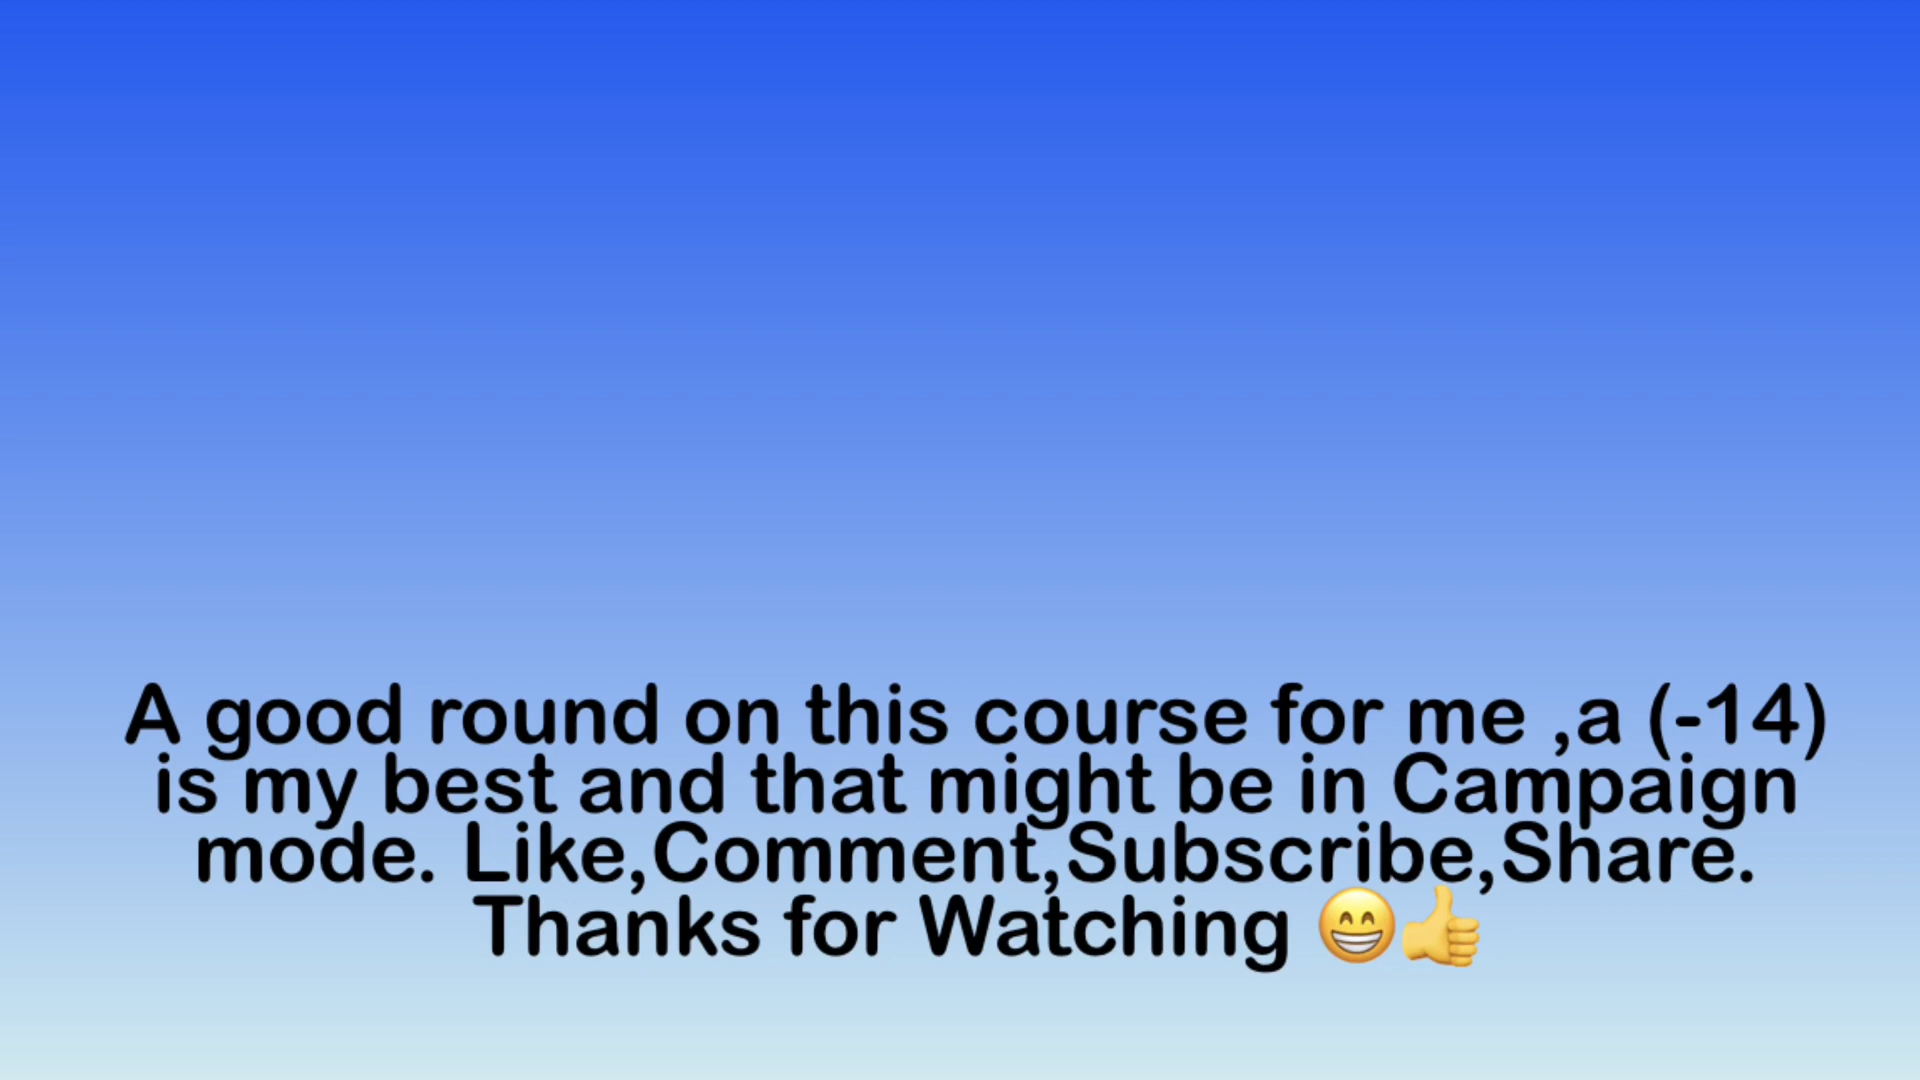 A good round on this course for me ,a (-14)
is my best and that might be in Campaign
mode. Like,Comment,Subscribe,Share.
Thanks for Watching 😁👍